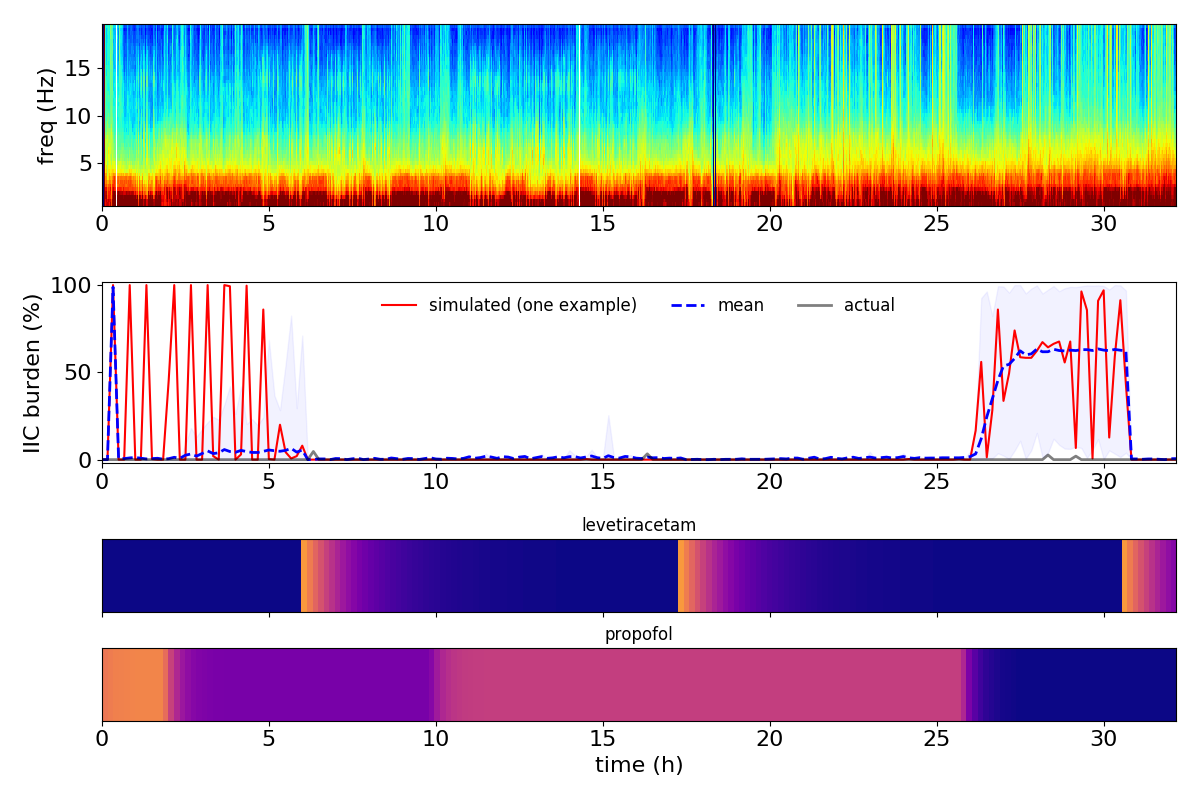 freq (Hz)
15
10
5
0 5 10 15 20 25 30
IIC burden (%)
100
50
0
simulated (one example) mean actual
0 5 10 15 20 25 30
levetiracetam
propofol
0 5 10 15 20 25 30
time (h)